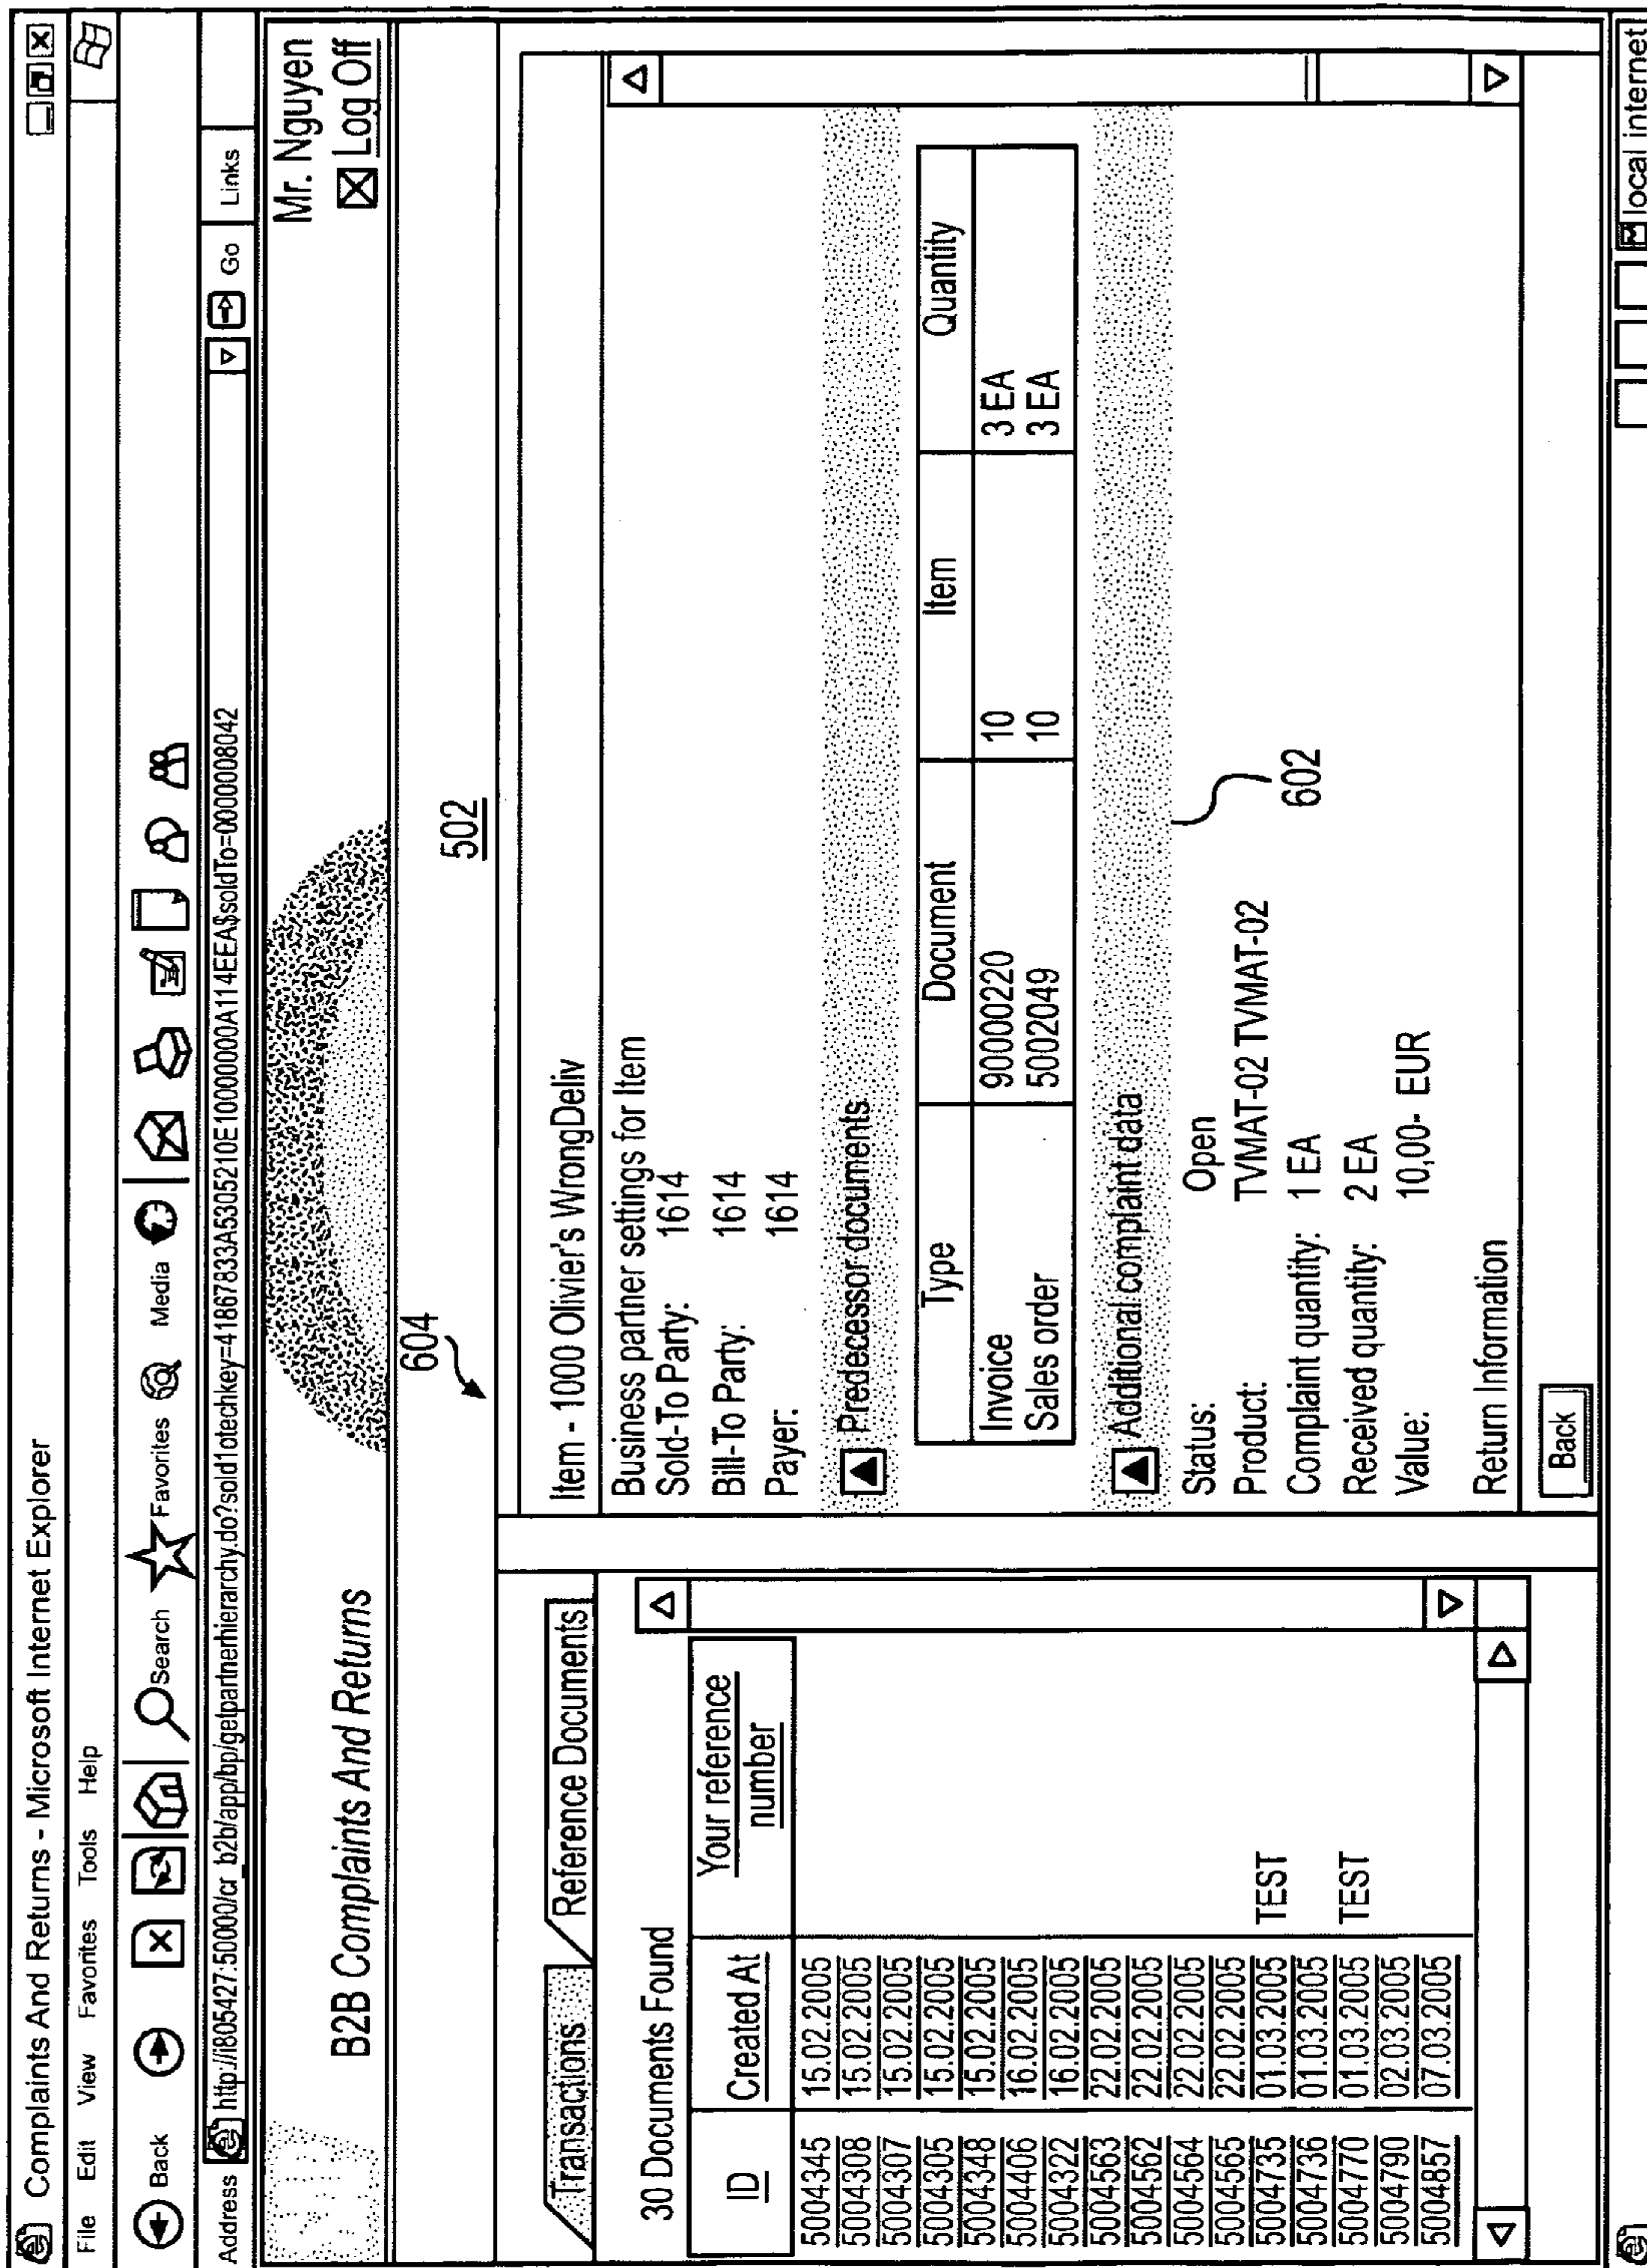 Complaints And Returns - Microsoft Internet Explorer
File Edit View Favorites Tools Help
Back Search Favorites Media
Address http://i805427:50000/cr_b2b/app/bp/getpartnerhierarchy.do?sold1otechkey=4186783A5305210E10000000A114EEA$soldTo=0000008042 Go Links
B2B Complaints And Returns
Mr. Nguyen
Log Off
604
502
Transactions Reference Documents
30 Documents Found
ID Created At Your reference
number
5004345 15.02.2005
5004308 15.02.2005
5004307 15.02.2005
5004305 15.02.2005
5004348 15.02.2005
5004406 16.02.2005
5004322 16.02.2005
5004563 22.02.2005
5004562 22.02.2005
5004564 22.02.2005
5004565 22.02.2005
5004735 01.03.2005 TEST
5004736 01.03.2005
5004770 01.03.2005 TEST
5004790 02.03.2005
5004857 07.03.2005
Item - 1000 Olivier's WrongDeliv
Business partner settings for Item
Sold-To Party: 1614
Bill-To Party: 1614
Payer: 1614
Predecessor documents
Type Document Item Quantity
Invoice 90000220 10 3 EA
Sales order 5002049 10 3 EA
Additional complaint data
602
Status: Open
Product: TVMAT-02 TVMAT-02
Complaint quantity: 1 EA
Received quantity: 2 EA
Value: 10,00- EUR
Return Information
Back
local internet